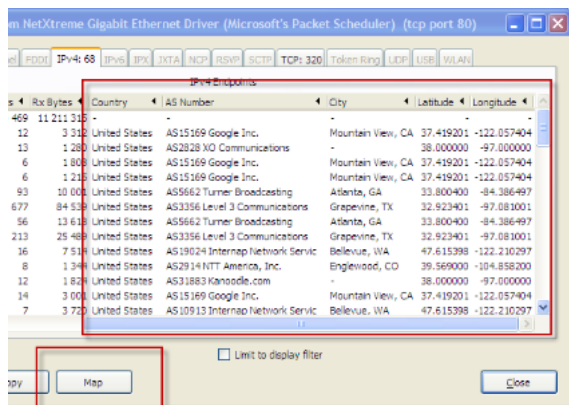 om NetXtreme Gigabit Ethernet Driver (Microsoft's Packet Scheduler) (tcp port 80)
el FDDI IPv4: 68 IPv6 IPX JXTA NCP RSVP SCTP TCP: 320 Token Ring UDP USB WLAN
IPv4 Endpoints
s Rx Bytes Country AS Number City Latitude Longitude
469 11 211 315 - - - - -
12 3 312 United States AS15169 Google Inc. Mountain View, CA 37.419201 -122.057404
13 1 280 United States AS2828 XO Communications - 38.000000 -97.000000
6 1 808 United States AS15169 Google Inc. Mountain View, CA 37.419201 -122.057404
6 1 215 United States AS15169 Google Inc. Mountain View, CA 37.419201 -122.057404
93 10 001 United States AS5662 Turner Broadcasting Atlanta, GA 33.800400 -84.386497
677 84 539 United States AS3356 Level 3 Communications Grapevine, TX 32.923401 -97.081001
56 13 618 United States AS5662 Turner Broadcasting Atlanta, GA 33.800400 -84.386497
213 25 489 United States AS3356 Level 3 Communications Grapevine, TX 32.923401 -97.081001
16 7 514 United States AS19024 Internap Network Servic Bellevue, WA 47.615398 -122.210297
8 1 344 United States AS2914 NTT America, Inc. Englewood, CO 39.569000 -104.858200
12 1 824 United States AS31883 Kanoodle.com - 38.000000 -97.000000
14 3 001 United States AS15169 Google Inc. Mountain View, CA 37.419201 -122.057404
7 3 720 United States AS10913 Internap Network Servic Bellevue, WA 47.615398 -122.210297
Limit to display filter
opy Map Close